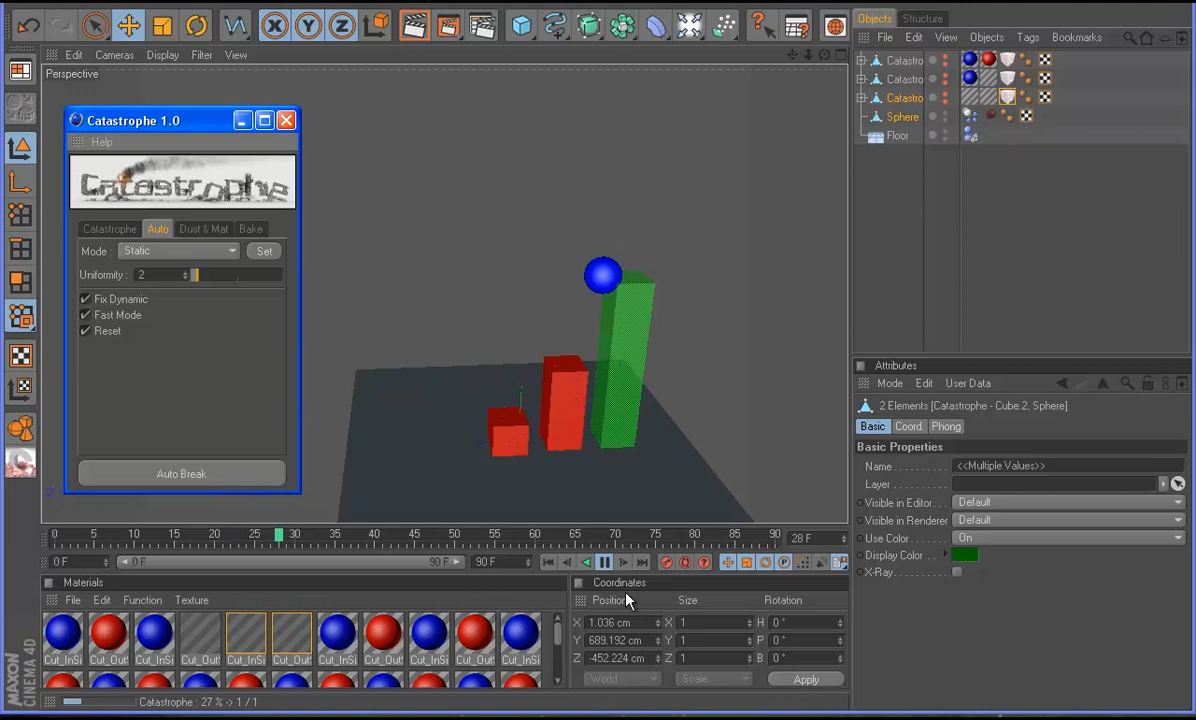 Edit Cameras Display Filter View
Perspective
Catastrophe 1.0
Help
Catastrophe
Catastrophe Auto Dust & Mat Bake
Mode : Static Set
Uniformity : 2
Fix Dynamic
Fast Mode
Reset
Auto Break
0 5 10 15 20 25 30 35 40 45 50 55 60 65 70 75 80 85 90 28 F
0 F 0 F 90 F 90 F
Materials
File Edit Function Texture
Cut_InSi Cut_Out Cut_InSi Cut_Out Cut_InSi Cut_Out Cut_InSi Cut_Out Cut_InSi Cut_Out Cut_InSi
Coordinates
Position Size Rotation
X 1.036 cm X 1 H 0 °
Y 689.192 cm Y 1 P 0 °
Z -452.224 cm Z 1 B 0 °
World Scale Apply
MAXON
CINEMA 4D
Catastrophe : 27 % -> 1 / 1
Objects Structure
File Edit View Objects Tags Bookmarks
Catastro
Catastro
Catastro
Sphere
Floor
Attributes
Mode Edit User Data
2 Elements [Catastrophe - Cube.2, Sphere]
Basic Coord. Phong
Basic Properties
Name <<Multiple Values>>
Layer
Visible in Editor Default
Visible in Renderer Default
Use Color On
Display Color
X-Ray